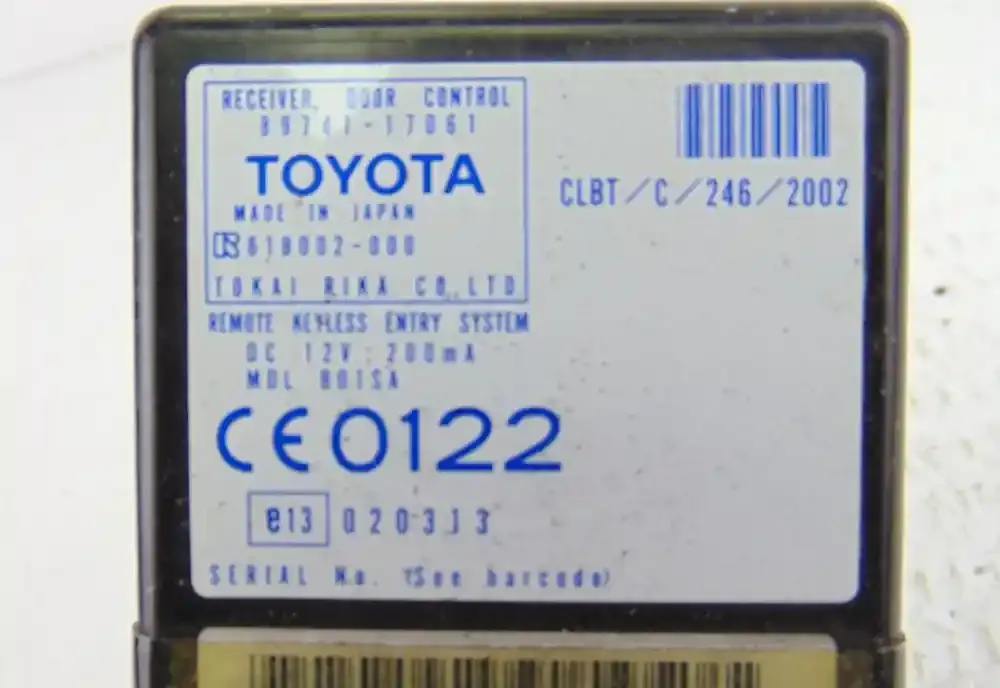 RECEIVER, DOOR CONTROL
89741-17061
TOYOTA
MADE IN JAPAN
619002-000
TOKAI RIKA CO.,LTD
REMOTE KEYLESS ENTRY SYSTEM
DC 12V : 200mA
MDL B01SA
CE0122
e13 020313
SERIAL No. (See barcode)
CLBT/C/246/2002